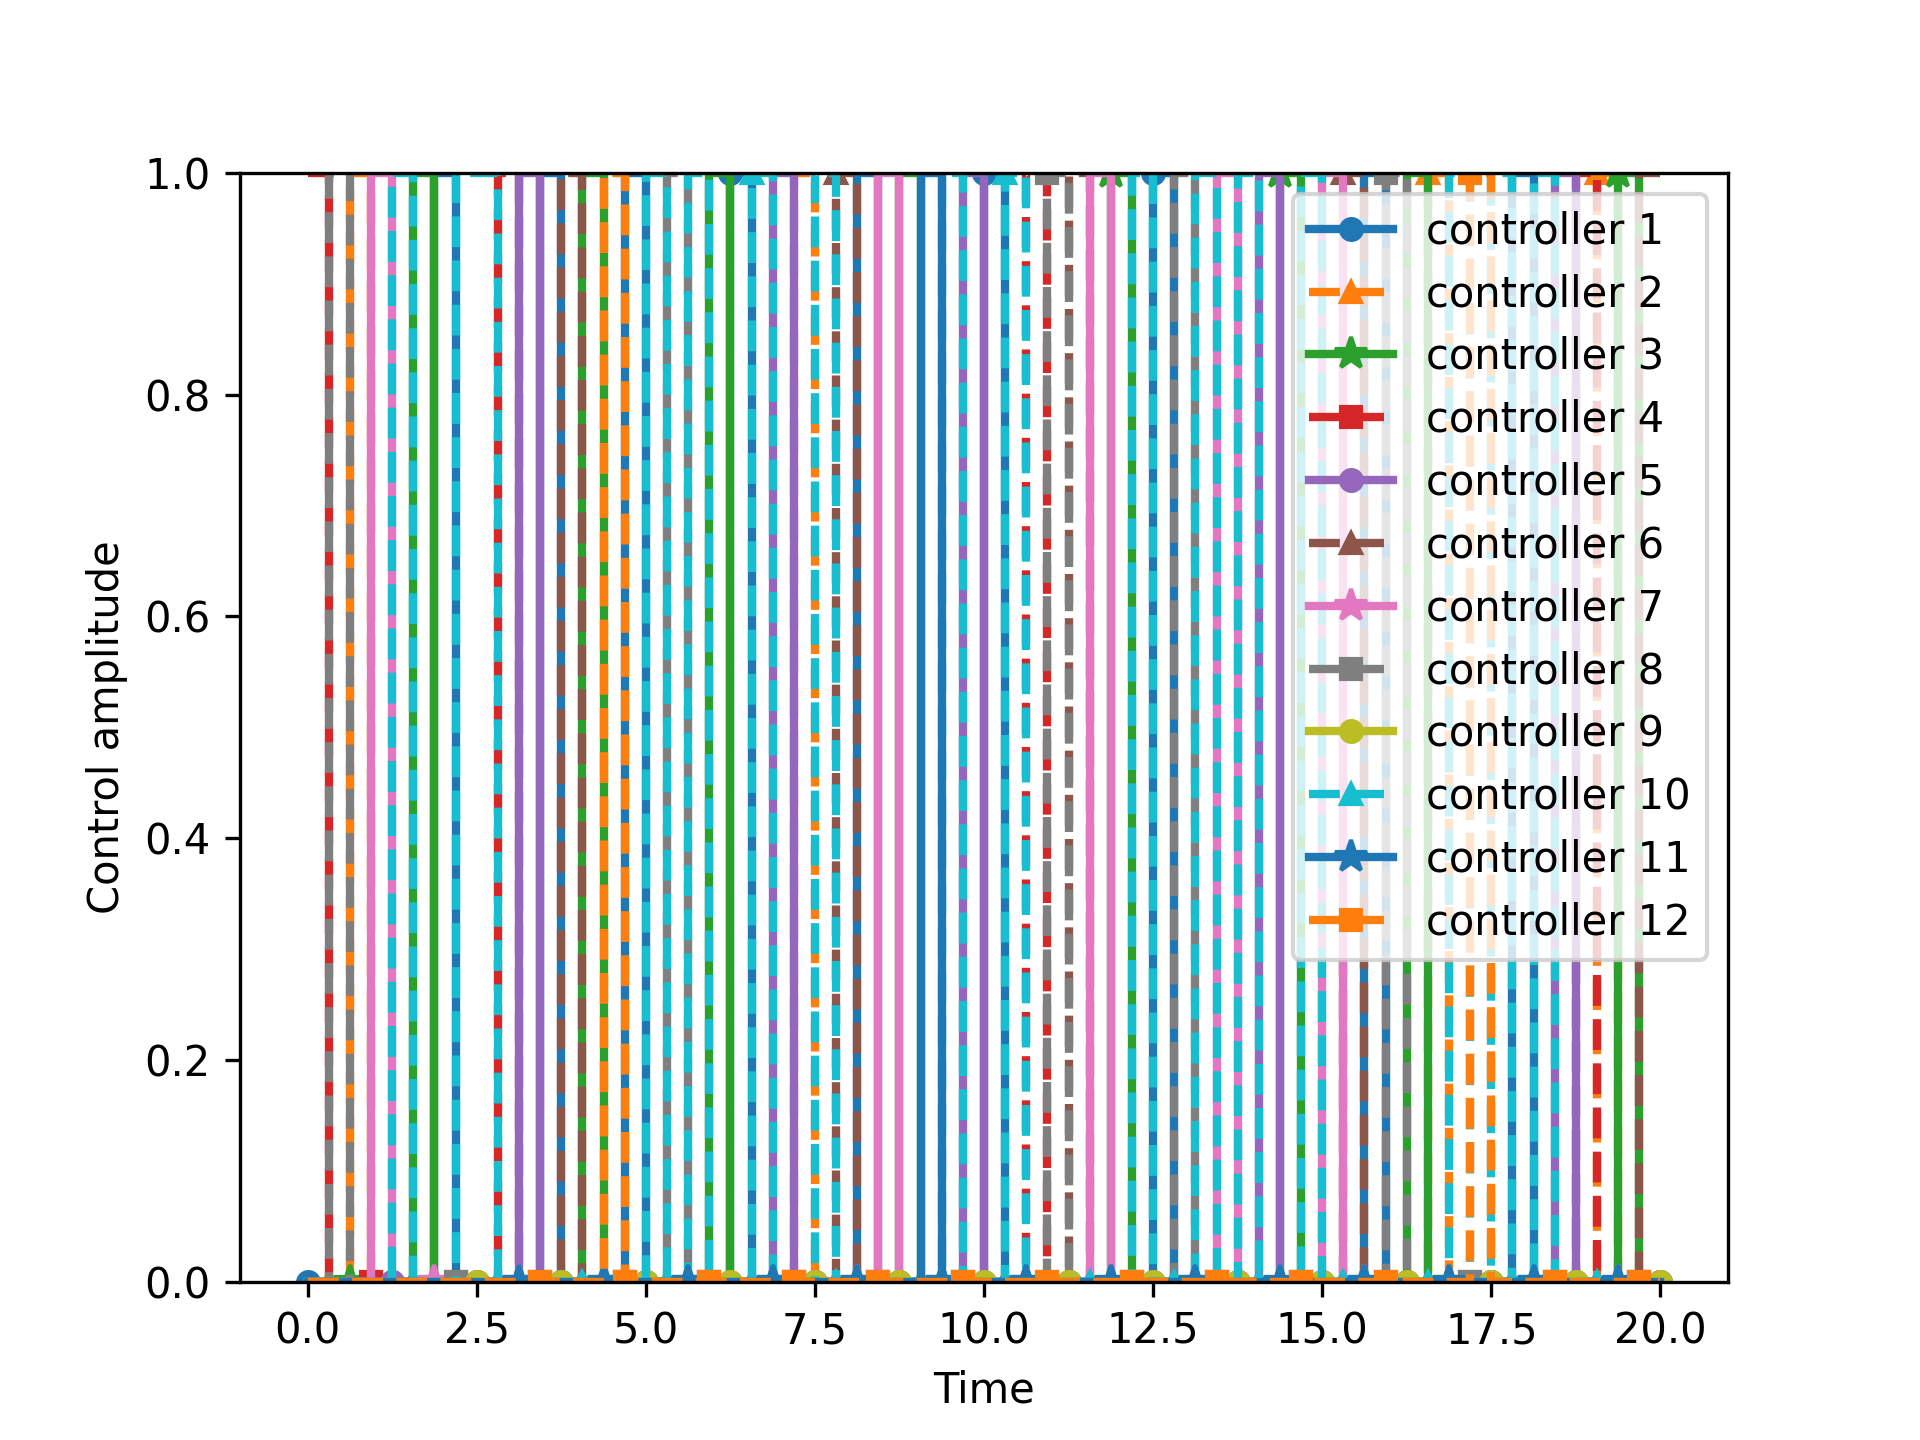 1.0
0.8
0.6
0.4
0.2
0.0
Control amplitude
0.0 2.5 5.0 7.5 10.0 12.5 15.0 17.5 20.0
Time
controller 1
controller 2
controller 3
controller 4
controller 5
controller 6
controller 7
controller 8
controller 9
controller 10
controller 11
controller 12